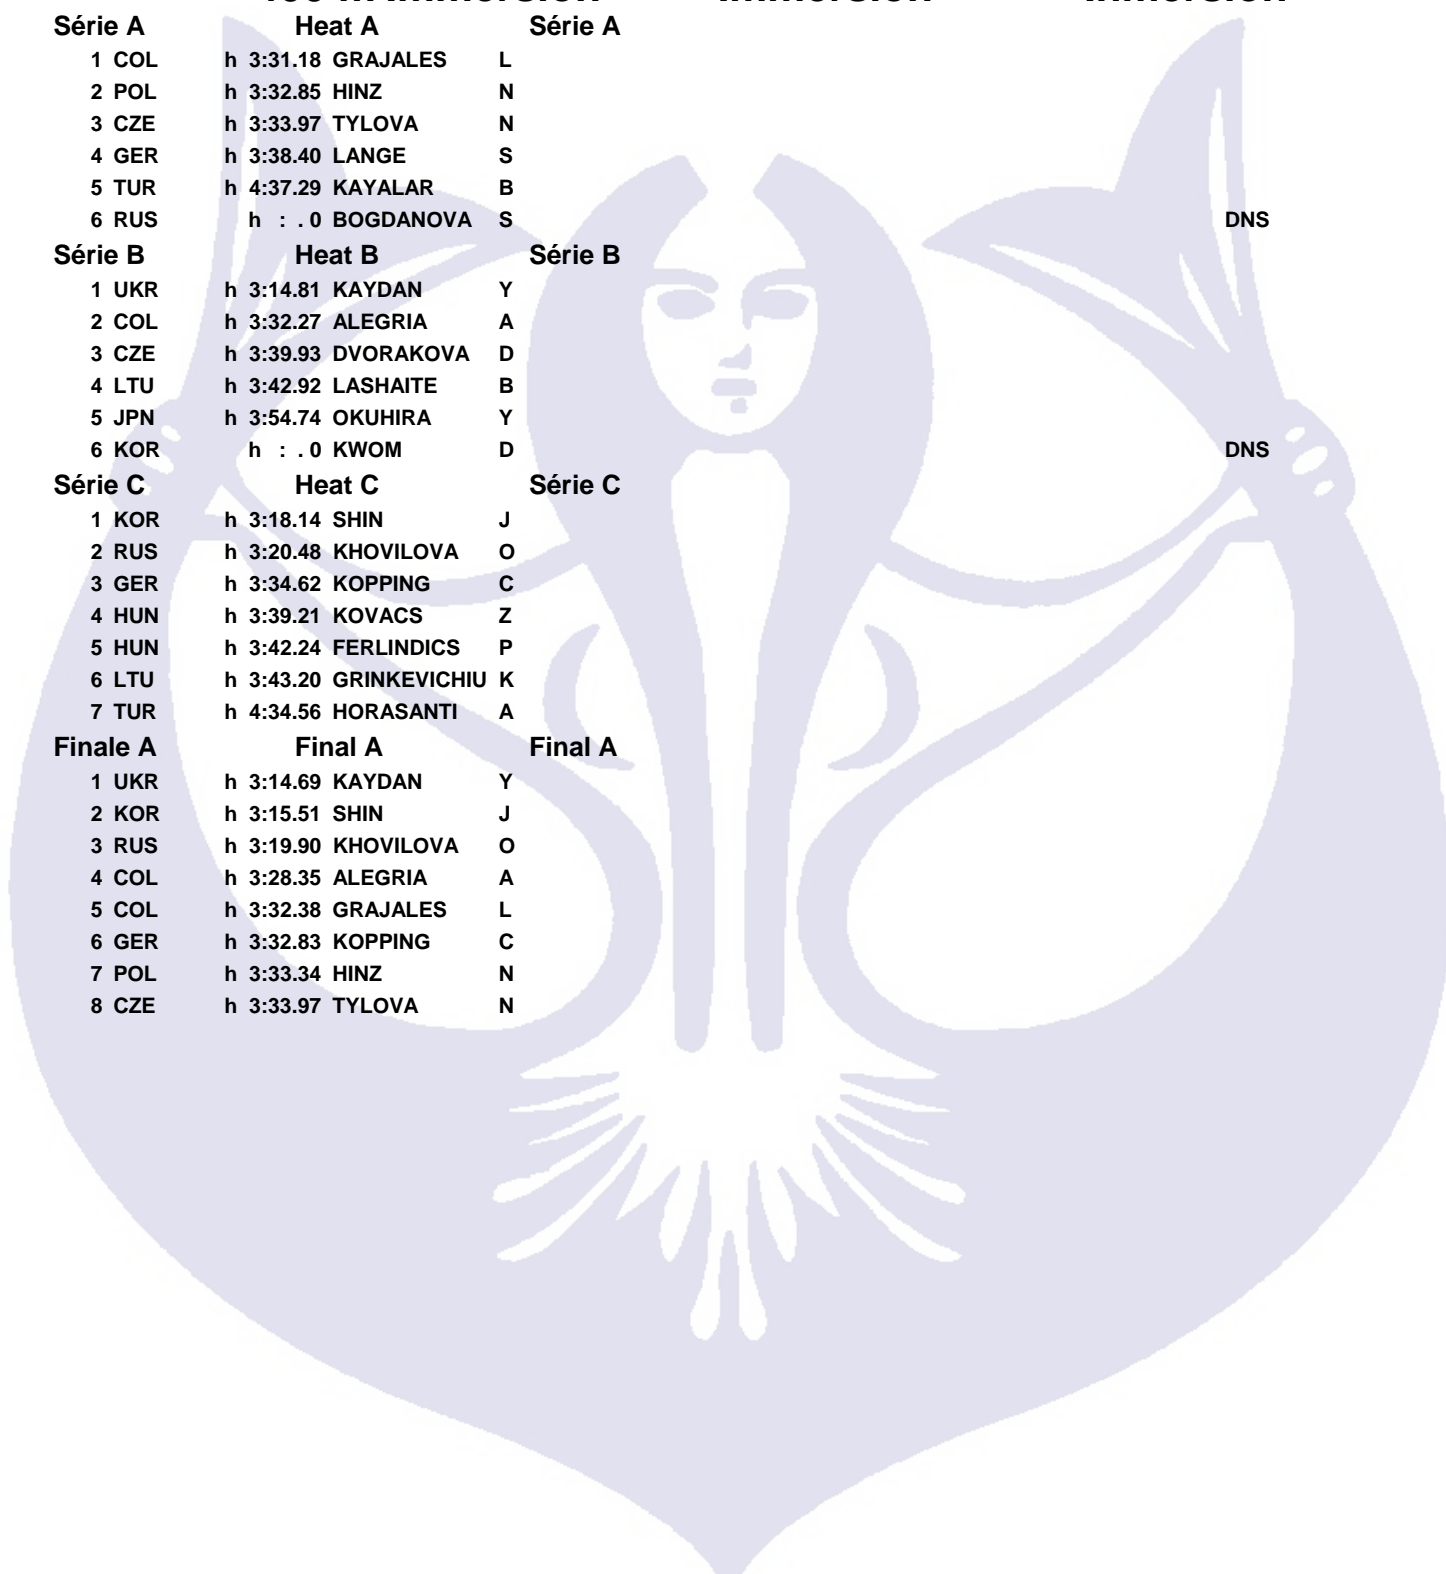 Série A Heat A Série A
1 COL h 3:31.18 GRAJALES L
2 POL h 3:32.85 HINZ N
3 CZE h 3:33.97 TYLOVA N
4 GER h 3:38.40 LANGE S
5 TUR h 4:37.29 KAYALAR B
6 RUS h : . 0 BOGDANOVA S DNS
Série B Heat B Série B
1 UKR h 3:14.81 KAYDAN Y
2 COL h 3:32.27 ALEGRIA A
3 CZE h 3:39.93 DVORAKOVA D
4 LTU h 3:42.92 LASHAITE B
5 JPN h 3:54.74 OKUHIRA Y
6 KOR h : . 0 KWOM D DNS
Série C Heat C Série C
1 KOR h 3:18.14 SHIN J
2 RUS h 3:20.48 KHOVILOVA O
3 GER h 3:34.62 KOPPING C
4 HUN h 3:39.21 KOVACS Z
5 HUN h 3:42.24 FERLINDICS P
6 LTU h 3:43.20 GRINKEVICHIU K
7 TUR h 4:34.56 HORASANTI A
Finale A Final A Final A
1 UKR h 3:14.69 KAYDAN Y
2 KOR h 3:15.51 SHIN J
3 RUS h 3:19.90 KHOVILOVA O
4 COL h 3:28.35 ALEGRIA A
5 COL h 3:32.38 GRAJALES L
6 GER h 3:32.83 KOPPING C
7 POL h 3:33.34 HINZ N
8 CZE h 3:33.97 TYLOVA N